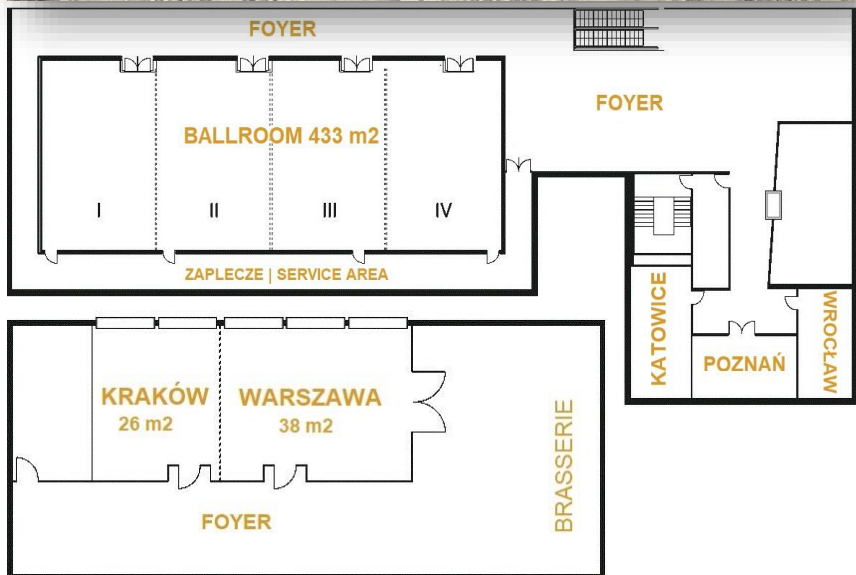 FOYER
FOYER
BALLROOM 433 m2
I
II
III
IV
ZAPLECZE | SERVICE AREA
KATOWICE
POZNAŃ
WROCŁAW
KRAKÓW
26 m2
WARSZAWA
38 m2
BRASSERIE
FOYER